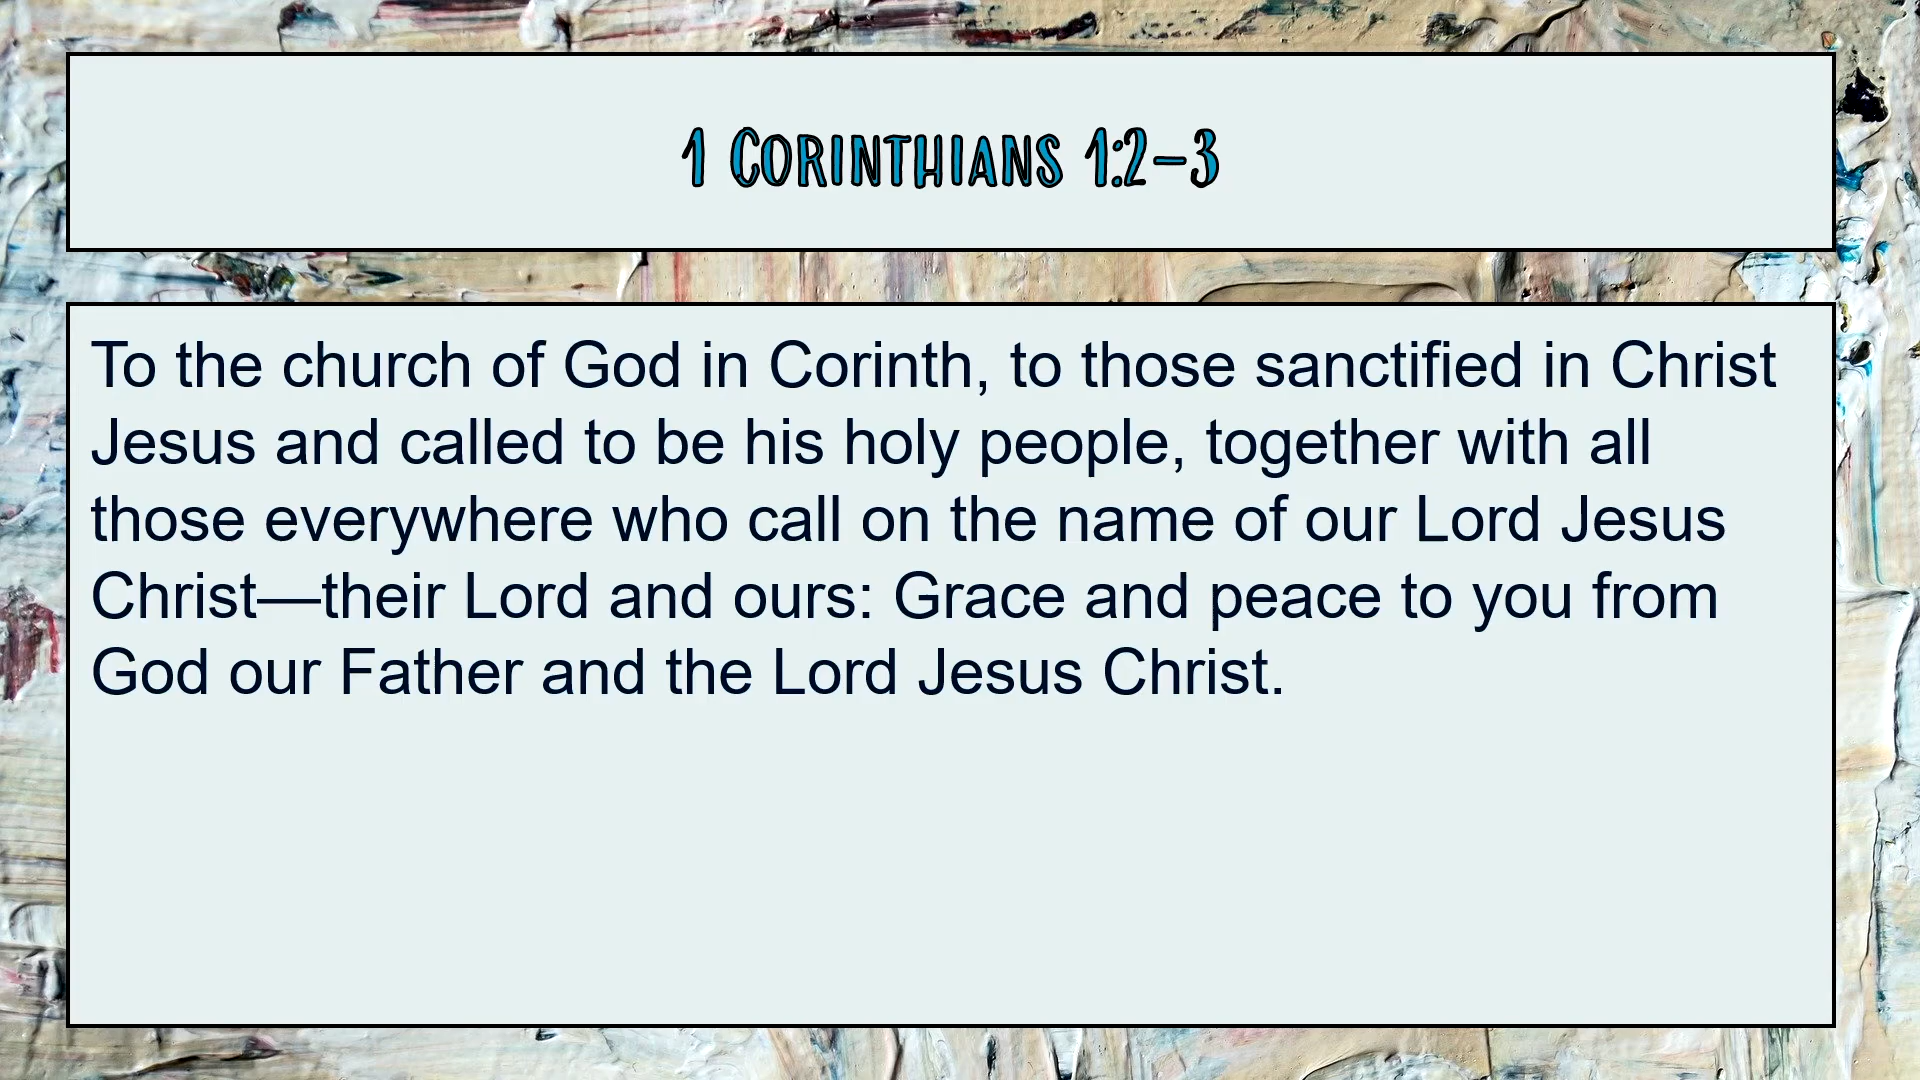 1 Corinthians 1:2–3
To the church of God in Corinth, to those sanctified in Christ
Jesus and called to be his holy people, together with all
those everywhere who call on the name of our Lord Jesus
Christ—their Lord and ours: Grace and peace to you from
God our Father and the Lord Jesus Christ.